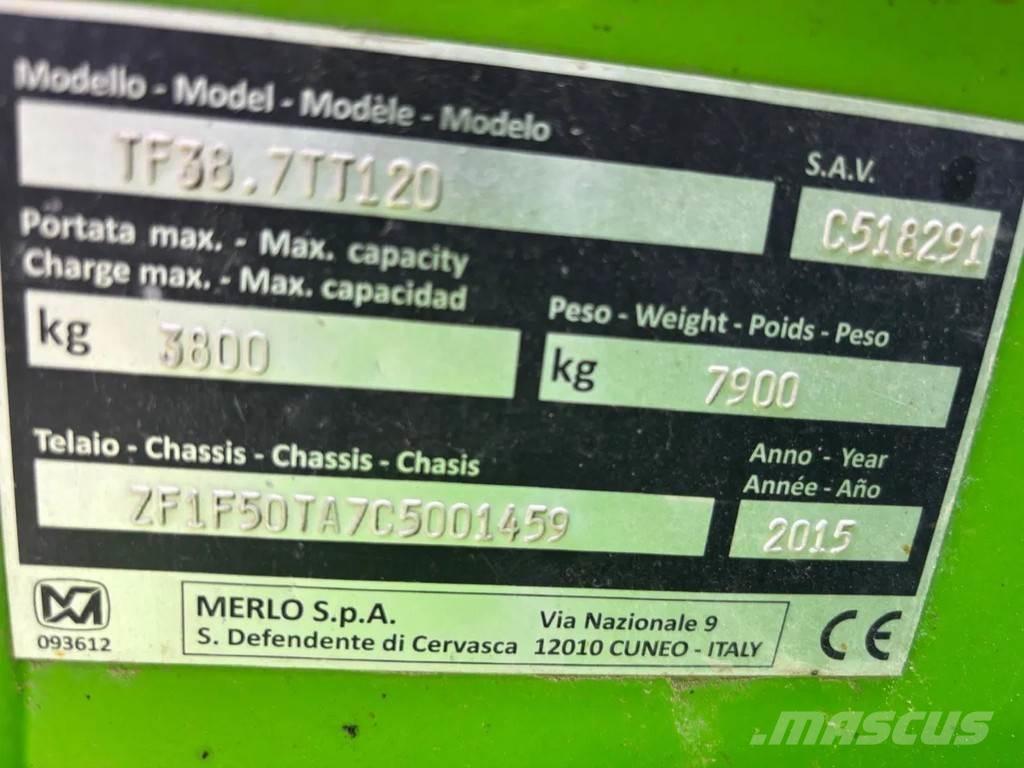 Modello - Model - Modèle - Modelo
TF38.7TT120
S.A.V.
C518291
Portata max. - Max. capacity
Charge max. - Max. capacidad
kg 3800
Peso - Weight - Poids - Peso
kg 7900
Telaio - Chassis - Chassis - Chasis
ZF1F50TA7C5001459
Anno - Year
Année - Año
2015
093612
MERLO S.p.A.
S. Defendente di Cervasca
Via Nazionale 9
12010 CUNEO - ITALY
CE
MASCUS